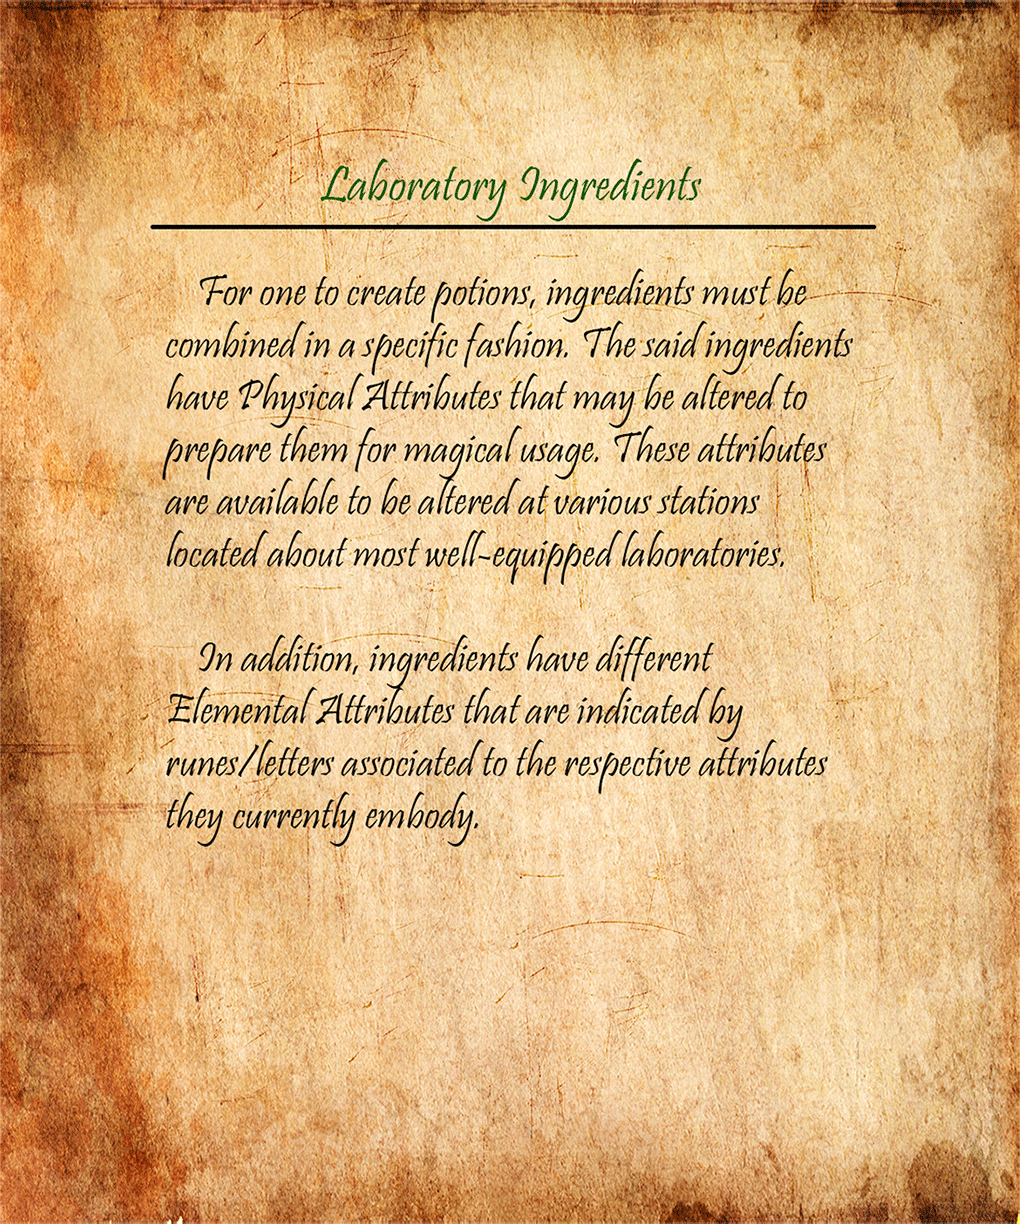 Laboratory Ingredients
For one to create potions, ingredients must be
combined in a specific fashion. The said ingredients
have Physical Attributes that may be altered to
prepare them for magical usage. These attributes
are available to be altered at various stations
located about most well-equipped laboratories.
In addition, ingredients have different
Elemental Attributes that are indicated by
runes/letters associated to the respective attributes
they currently embody.